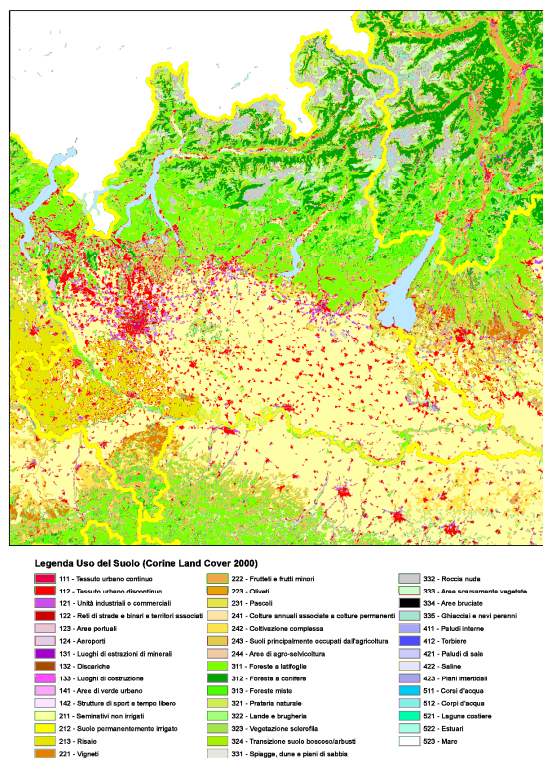 Legenda Uso del Suolo (Corine Land Cover 2000)
111 - Tessuto urbano continuo
112 - Tessuto urbano discontinuo
121 - Unità industriali o commerciali
122 - Reti di strade e binari e territori associati
123 - Aree portuali
124 - Aeroporti
131 - Luoghi di estrazioni di minerali
132 - Discariche
133 - Luoghi di costruzione
141 - Aree di verde urbano
142 - Strutture di sport e tempo libero
211 - Seminativi non irrigati
212 - Suolo permanentemente irrigato
213 - Risaie
221 - Vigneti
222 - Frutteti e frutti minori
223 - Oliveti
231 - Pascoli
241 - Colture annuali associate a colture permanenti
242 - Coltivazione complessa
243 - Suoli principalmente occupati dall'agricoltura
244 - Aree di agro-selvicoltura
311 - Foreste a latifoglie
312 - Foreste a conifere
313 - Foreste miste
321 - Prateria naturale
322 - Lande e brugheria
323 - Vegetazione sclerofila
324 - Transizione suolo boscoso/arbusti
331 - Spiagge, dune e piani di sabbia
332 - Roccia nuda
333 - Aree scarsamente vegetate
334 - Aree bruciate
335 - Ghiacciai e nevi perenni
411 - Paludi interne
412 - Torbiere
421 - Paludi di sale
422 - Saline
423 - Piani intertidali
511 - Corsi d'acqua
512 - Corpi d'acqua
521 - Lagune costiere
522 - Estuari
523 - Mare